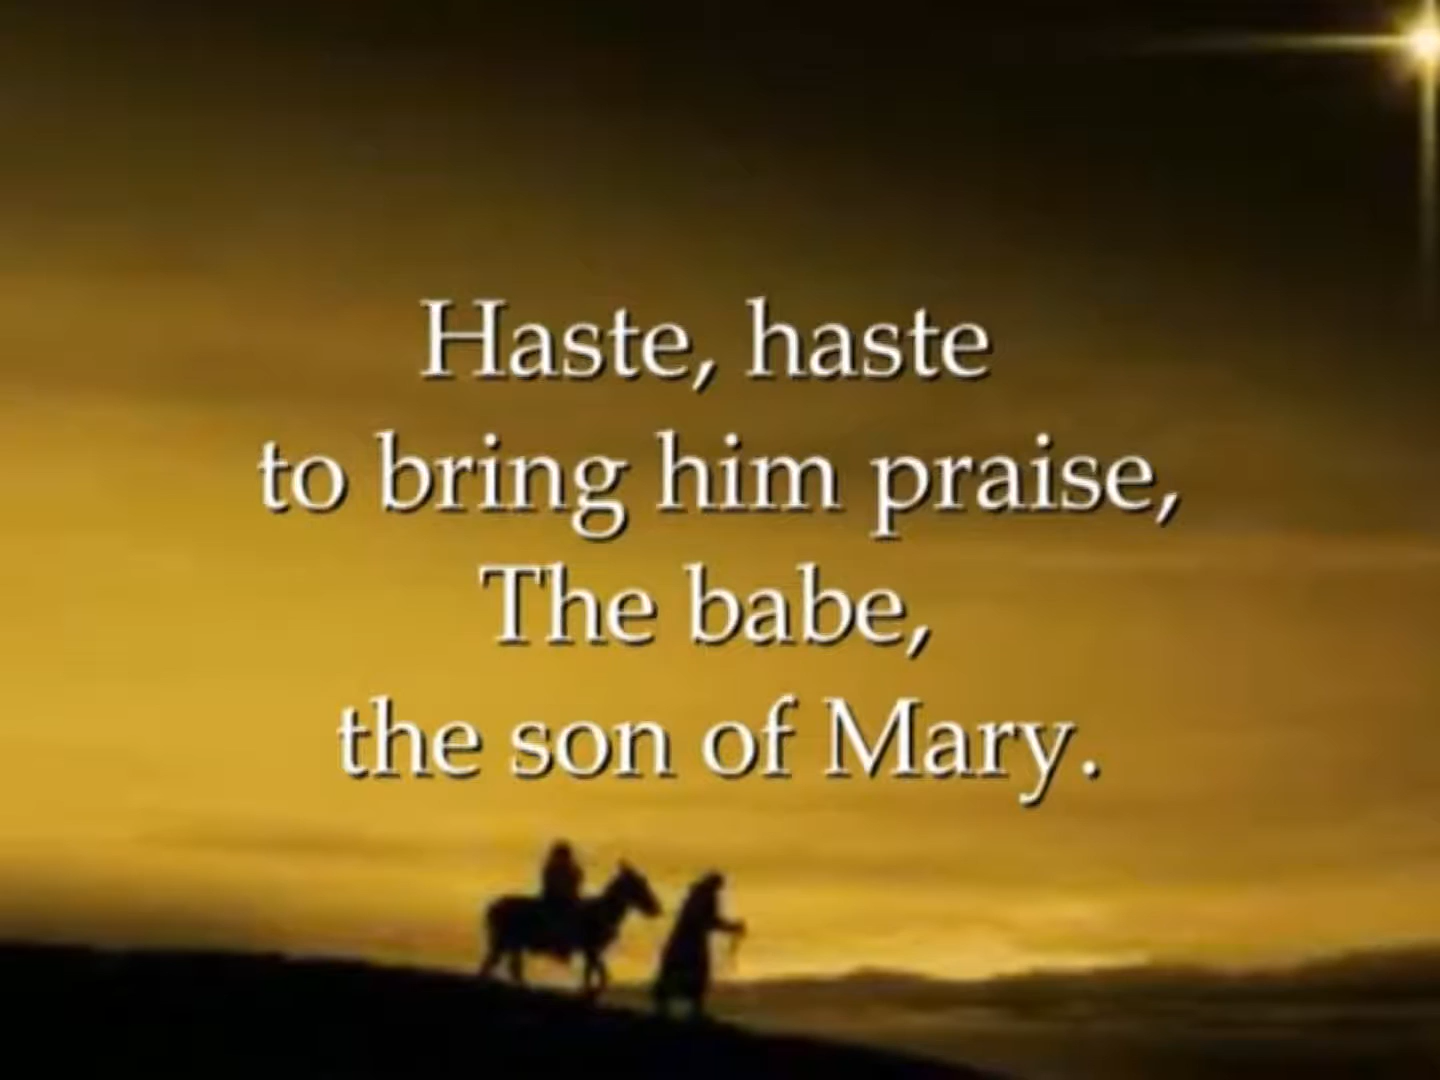 Haste, haste
to bring him praise,
The babe,
the son of Mary.